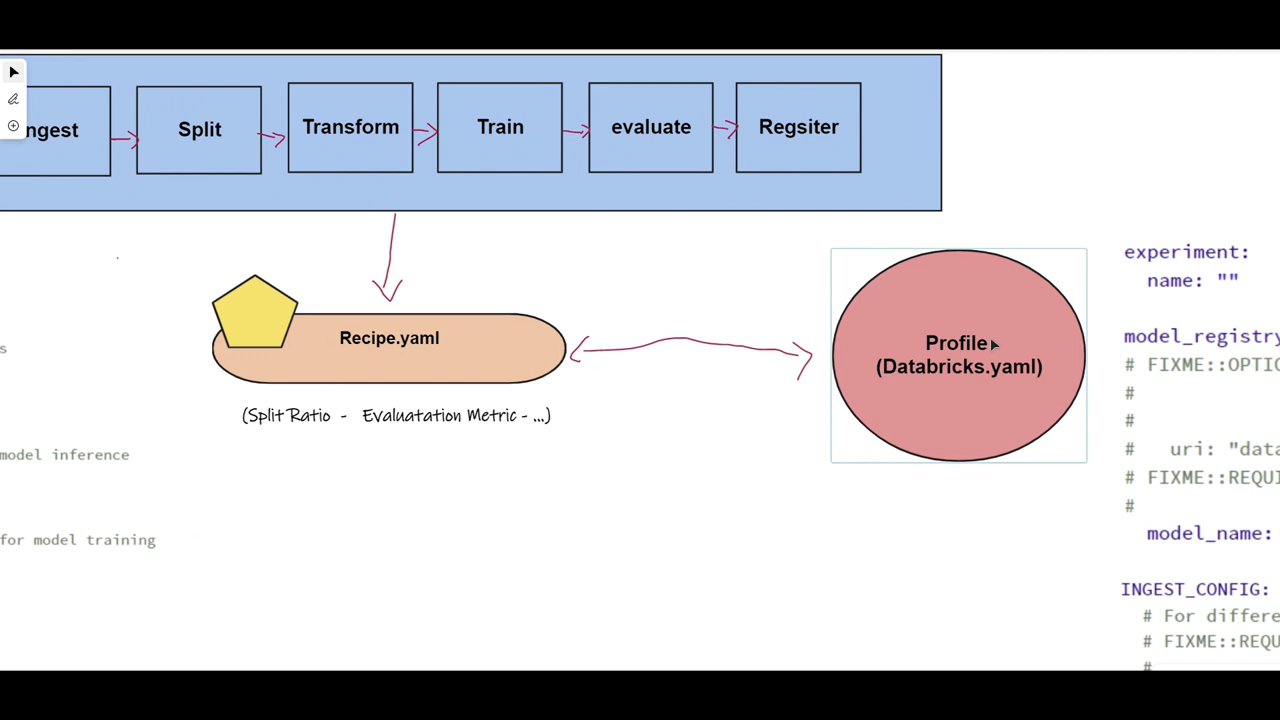 ngest
Split
Transform
Train
evaluate
Regsiter
Recipe.yaml
(Split Ratio - Evaluatation Metric - ...)
Profile
(Databricks.yaml)
s
model inference
for model training
experiment:
name: ""
model_registry
# FIXME::OPTIC
#
#
# uri: "data
# FIXME::REQUI
#
model_name:
INGEST_CONFIG:
# For differe
# FIXME::REQU
#